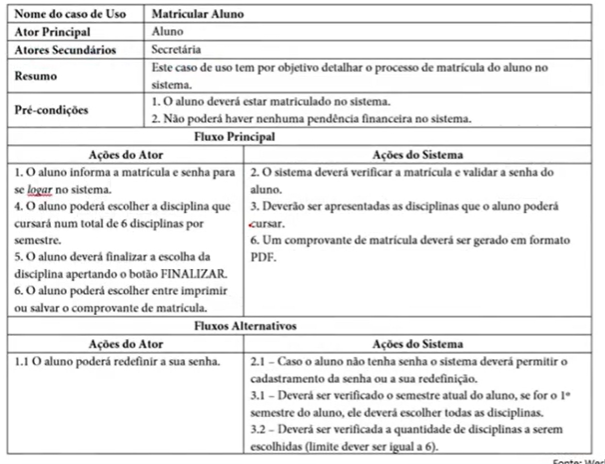 Nome do caso de Uso Matricular Aluno
Ator Principal Aluno
Atores Secundários Secretária
Resumo Este caso de uso tem por objetivo detalhar o processo de matrícula do aluno no
sistema.
Pré-condições 1. O aluno deverá estar matriculado no sistema.
2. Não poderá haver nenhuma pendência financeira no sistema.
Fluxo Principal
Ações do Ator Ações do Sistema
1. O aluno informa a matrícula e senha para
se logar no sistema.
4. O aluno poderá escolher a disciplina que
cursará num total de 6 disciplinas por
semestre.
5. O aluno deverá finalizar a escolha da
disciplina apertando o botão FINALIZAR.
6. O aluno poderá escolher entre imprimir
ou salvar o comprovante de matrícula.
2. O sistema deverá verificar a matrícula e validar a senha do
aluno.
3. Deverão ser apresentadas as disciplinas que o aluno poderá
cursar.
6. Um comprovante de matrícula deverá ser gerado em formato
PDF.
Fluxos Alternativos
Ações do Ator Ações do Sistema
1.1 O aluno poderá redefinir a sua senha.
2.1 – Caso o aluno não tenha senha o sistema deverá permitir o
cadastramento da senha ou a sua redefinição.
3.1 – Deverá ser verificado o semestre atual do aluno, se for o 1º
semestre do aluno, ele deverá escolher todas as disciplinas.
3.2 – Deverá ser verificada a quantidade de disciplinas a serem
escolhidas (limite dever ser igual a 6).